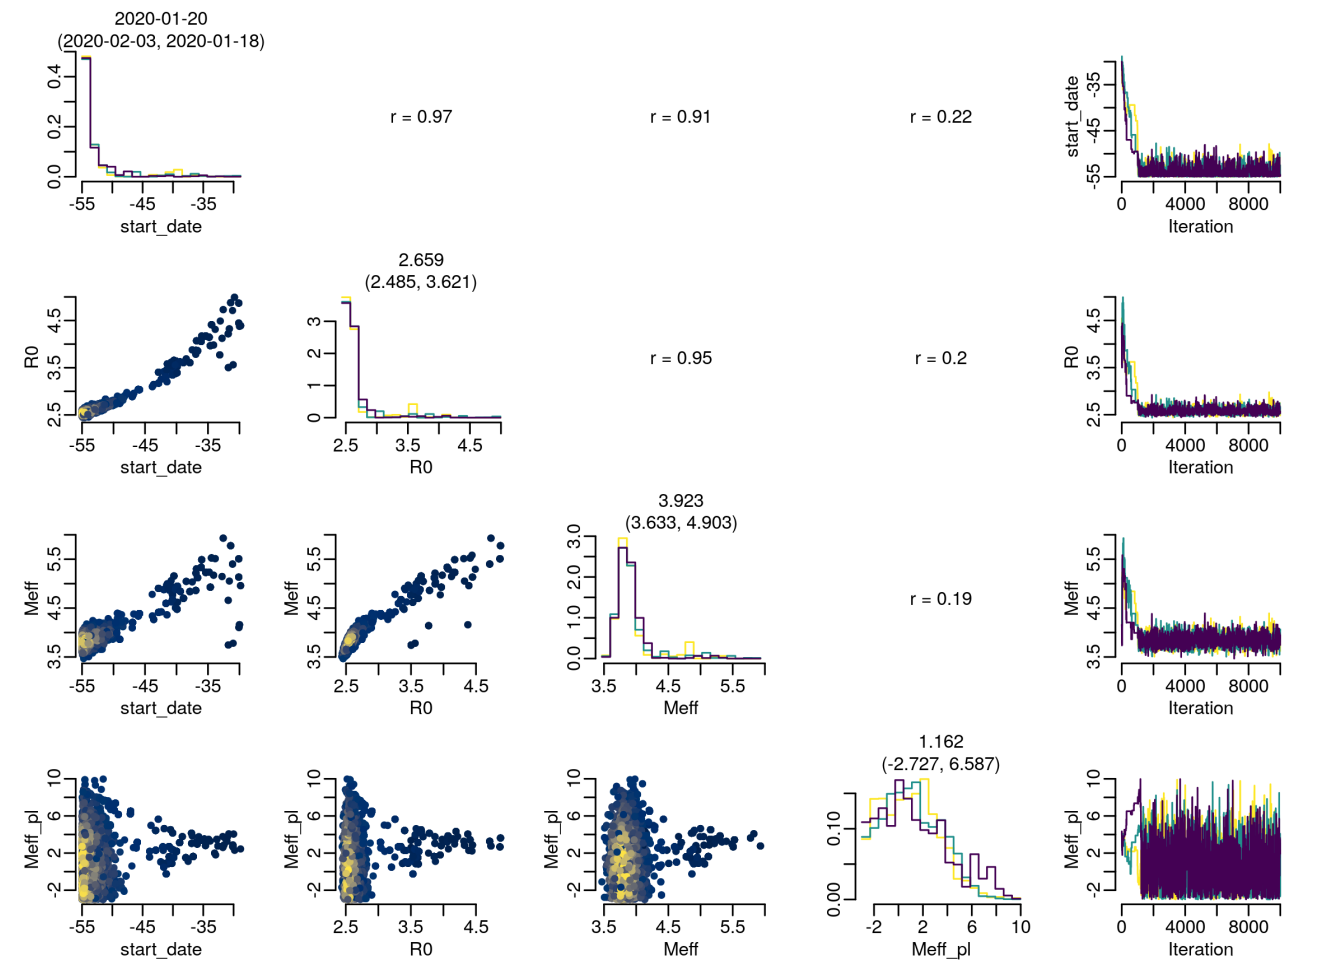 2020-01-20
(2020-02-03, 2020-01-18)
0.0 0.2 0.4
-55 -45 -35
start_date
r = 0.97
r = 0.91
r = 0.22
start_date
-55 -45 -35
0 4000 8000
Iteration
R0
2.5 3.5 4.5
-55 -45 -35
start_date
2.659
(2.485, 3.621)
0 1 2 3
2.5 3.5 4.5
R0
r = 0.95
r = 0.2
R0
2.5 3.5 4.5
0 4000 8000
Iteration
Meff
3.5 4.5 5.5
-55 -45 -35
start_date
Meff
3.5 4.5 5.5
2.5 3.5 4.5
R0
3.923
(3.633, 4.903)
0.0 1.0 2.0 3.0
3.5 4.5 5.5
Meff
r = 0.19
Meff
3.5 4.5 5.5
0 4000 8000
Iteration
Meff_pl
-2 2 6 10
-55 -45 -35
start_date
Meff_pl
-2 2 6 10
2.5 3.5 4.5
R0
Meff_pl
-2 2 6 10
3.5 4.5 5.5
Meff
1.162
(-2.727, 6.587)
0.00 0.10
-2 2 6 10
Meff_pl
Meff_pl
-2 2 6 10
0 4000 8000
Iteration